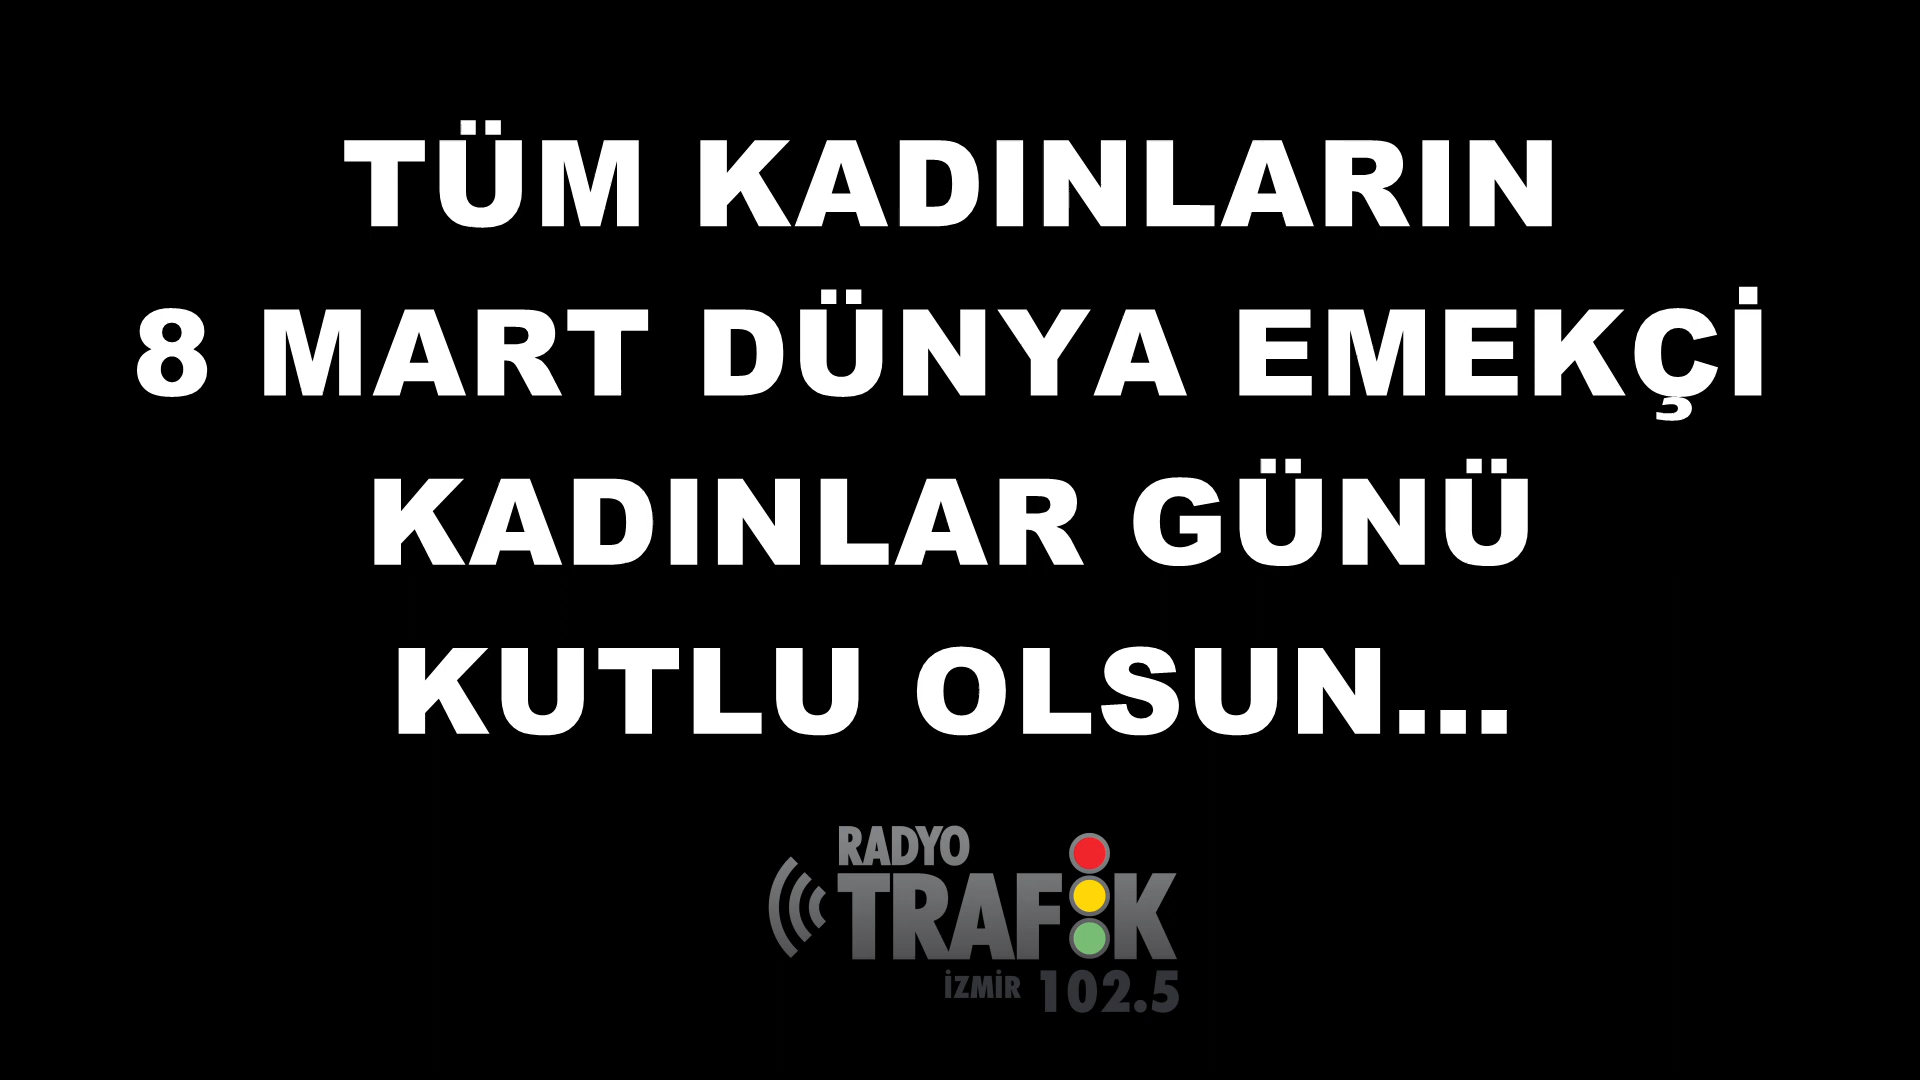 TÜM KADINLARIN
8 MART DÜNYA EMEKÇİ
KADINLAR GÜNÜ
KUTLU OLSUN...
RADYO
TRAFİK
İZMİR 102.5